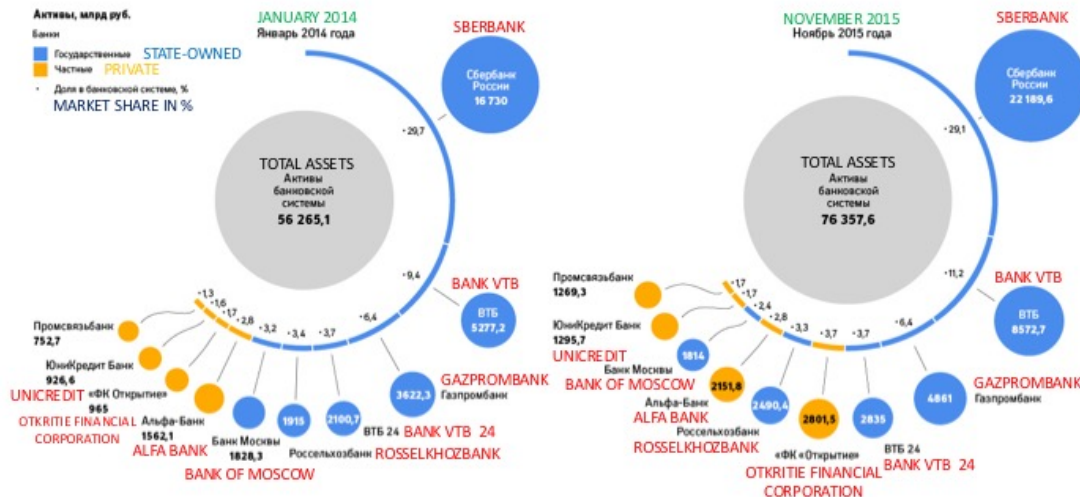 Активы, млрд руб.
Банки
Государственные STATE-OWNED
Частные PRIVATE
Доля в банковской системе, %
MARKET SHARE IN %
JANUARY 2014
Январь 2014 года
SBERBANK
Сбербанк
России
16 730
29,7
TOTAL ASSETS
Активы
банковской
системы
56 265,1
9,4
BANK VTB
ВТБ
5277,2
6,4
3622,3
GAZPROMBANK
Газпромбанк
3,7
2100,7
ВТБ 24 BANK VTB 24
3,4
1915
Россельхозбанк ROSSELKHOZBANK
3,2
Банк Москвы
1828,3
BANK OF MOSCOW
2,8
Альфа-Банк
1562,1
ALFA BANK
1,7
«ФК Открытие»
965
OTKRITIE FINANCIAL
CORPORATION
1,6
ЮниКредит Банк
926,6
UNICREDIT
1,3
Промсвязьбанк
752,7
NOVEMBER 2015
Ноябрь 2015 года
SBERBANK
Сбербанк
России
22 189,6
29,1
TOTAL ASSETS
Активы
банковской
системы
76 357,6
11,2
BANK VTB
ВТБ
8572,7
6,4
4861
GAZPROMBANK
Газпромбанк
3,7
2835
ВТБ 24
BANK VTB 24
3,7
2801,5
«ФК «Открытие»
OTKRITIE FINANCIAL
CORPORATION
3,3
2490,4
Россельхозбанк
ROSSELKHOZBANK
2,8
2151,8
Альфа-Банк
ALFA BANK
2,4
1814
Банк Москвы
BANK OF MOSCOW
1,7
ЮниКредит Банк
1295,7
UNICREDIT
1,7
Промсвязьбанк
1269,3